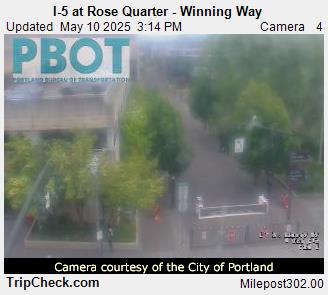 I-5 at Rose Quarter - Winning Way
Updated May 10 2025 3:14 PM Camera 4
PBOT
PORTLAND BUREAU OF TRANSPORTATION
Camera courtesy of the City of Portland
TripCheck.com Milepost302.00